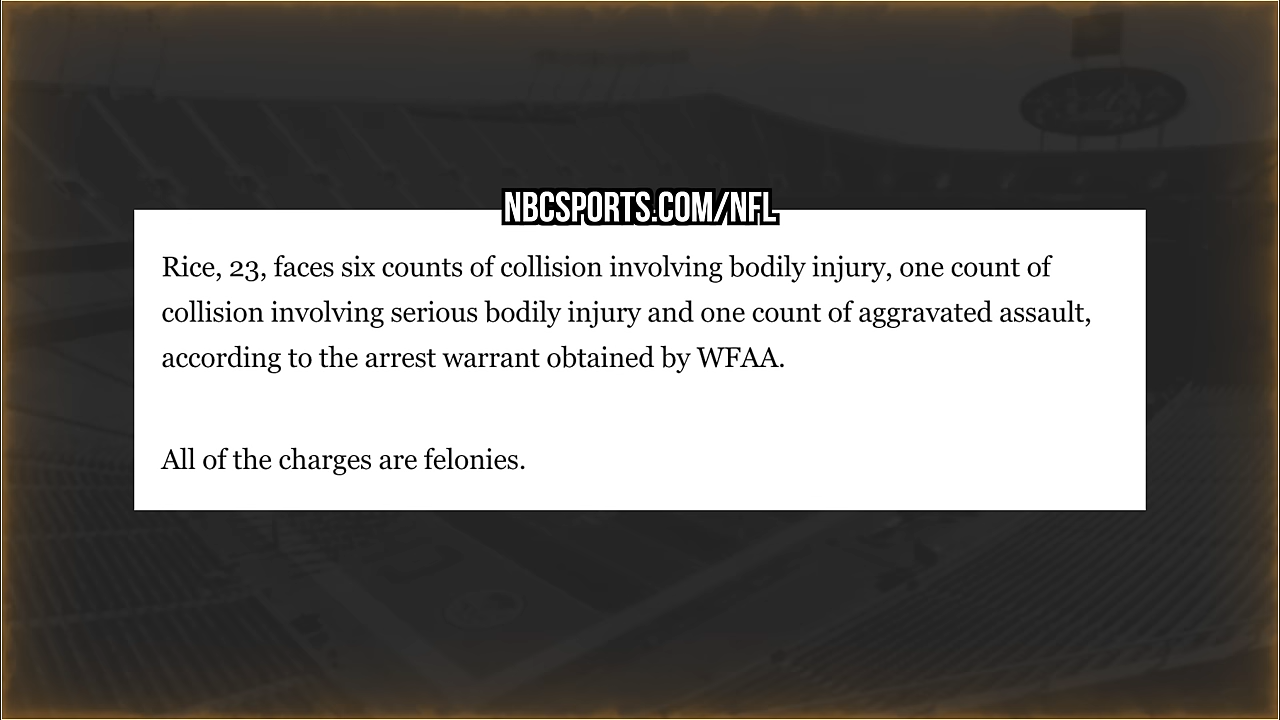 NBCSPORTS.COM/NFL
Rice, 23, faces six counts of collision involving bodily injury, one count of
collision involving serious bodily injury and one count of aggravated assault,
according to the arrest warrant obtained by WFAA.
All of the charges are felonies.